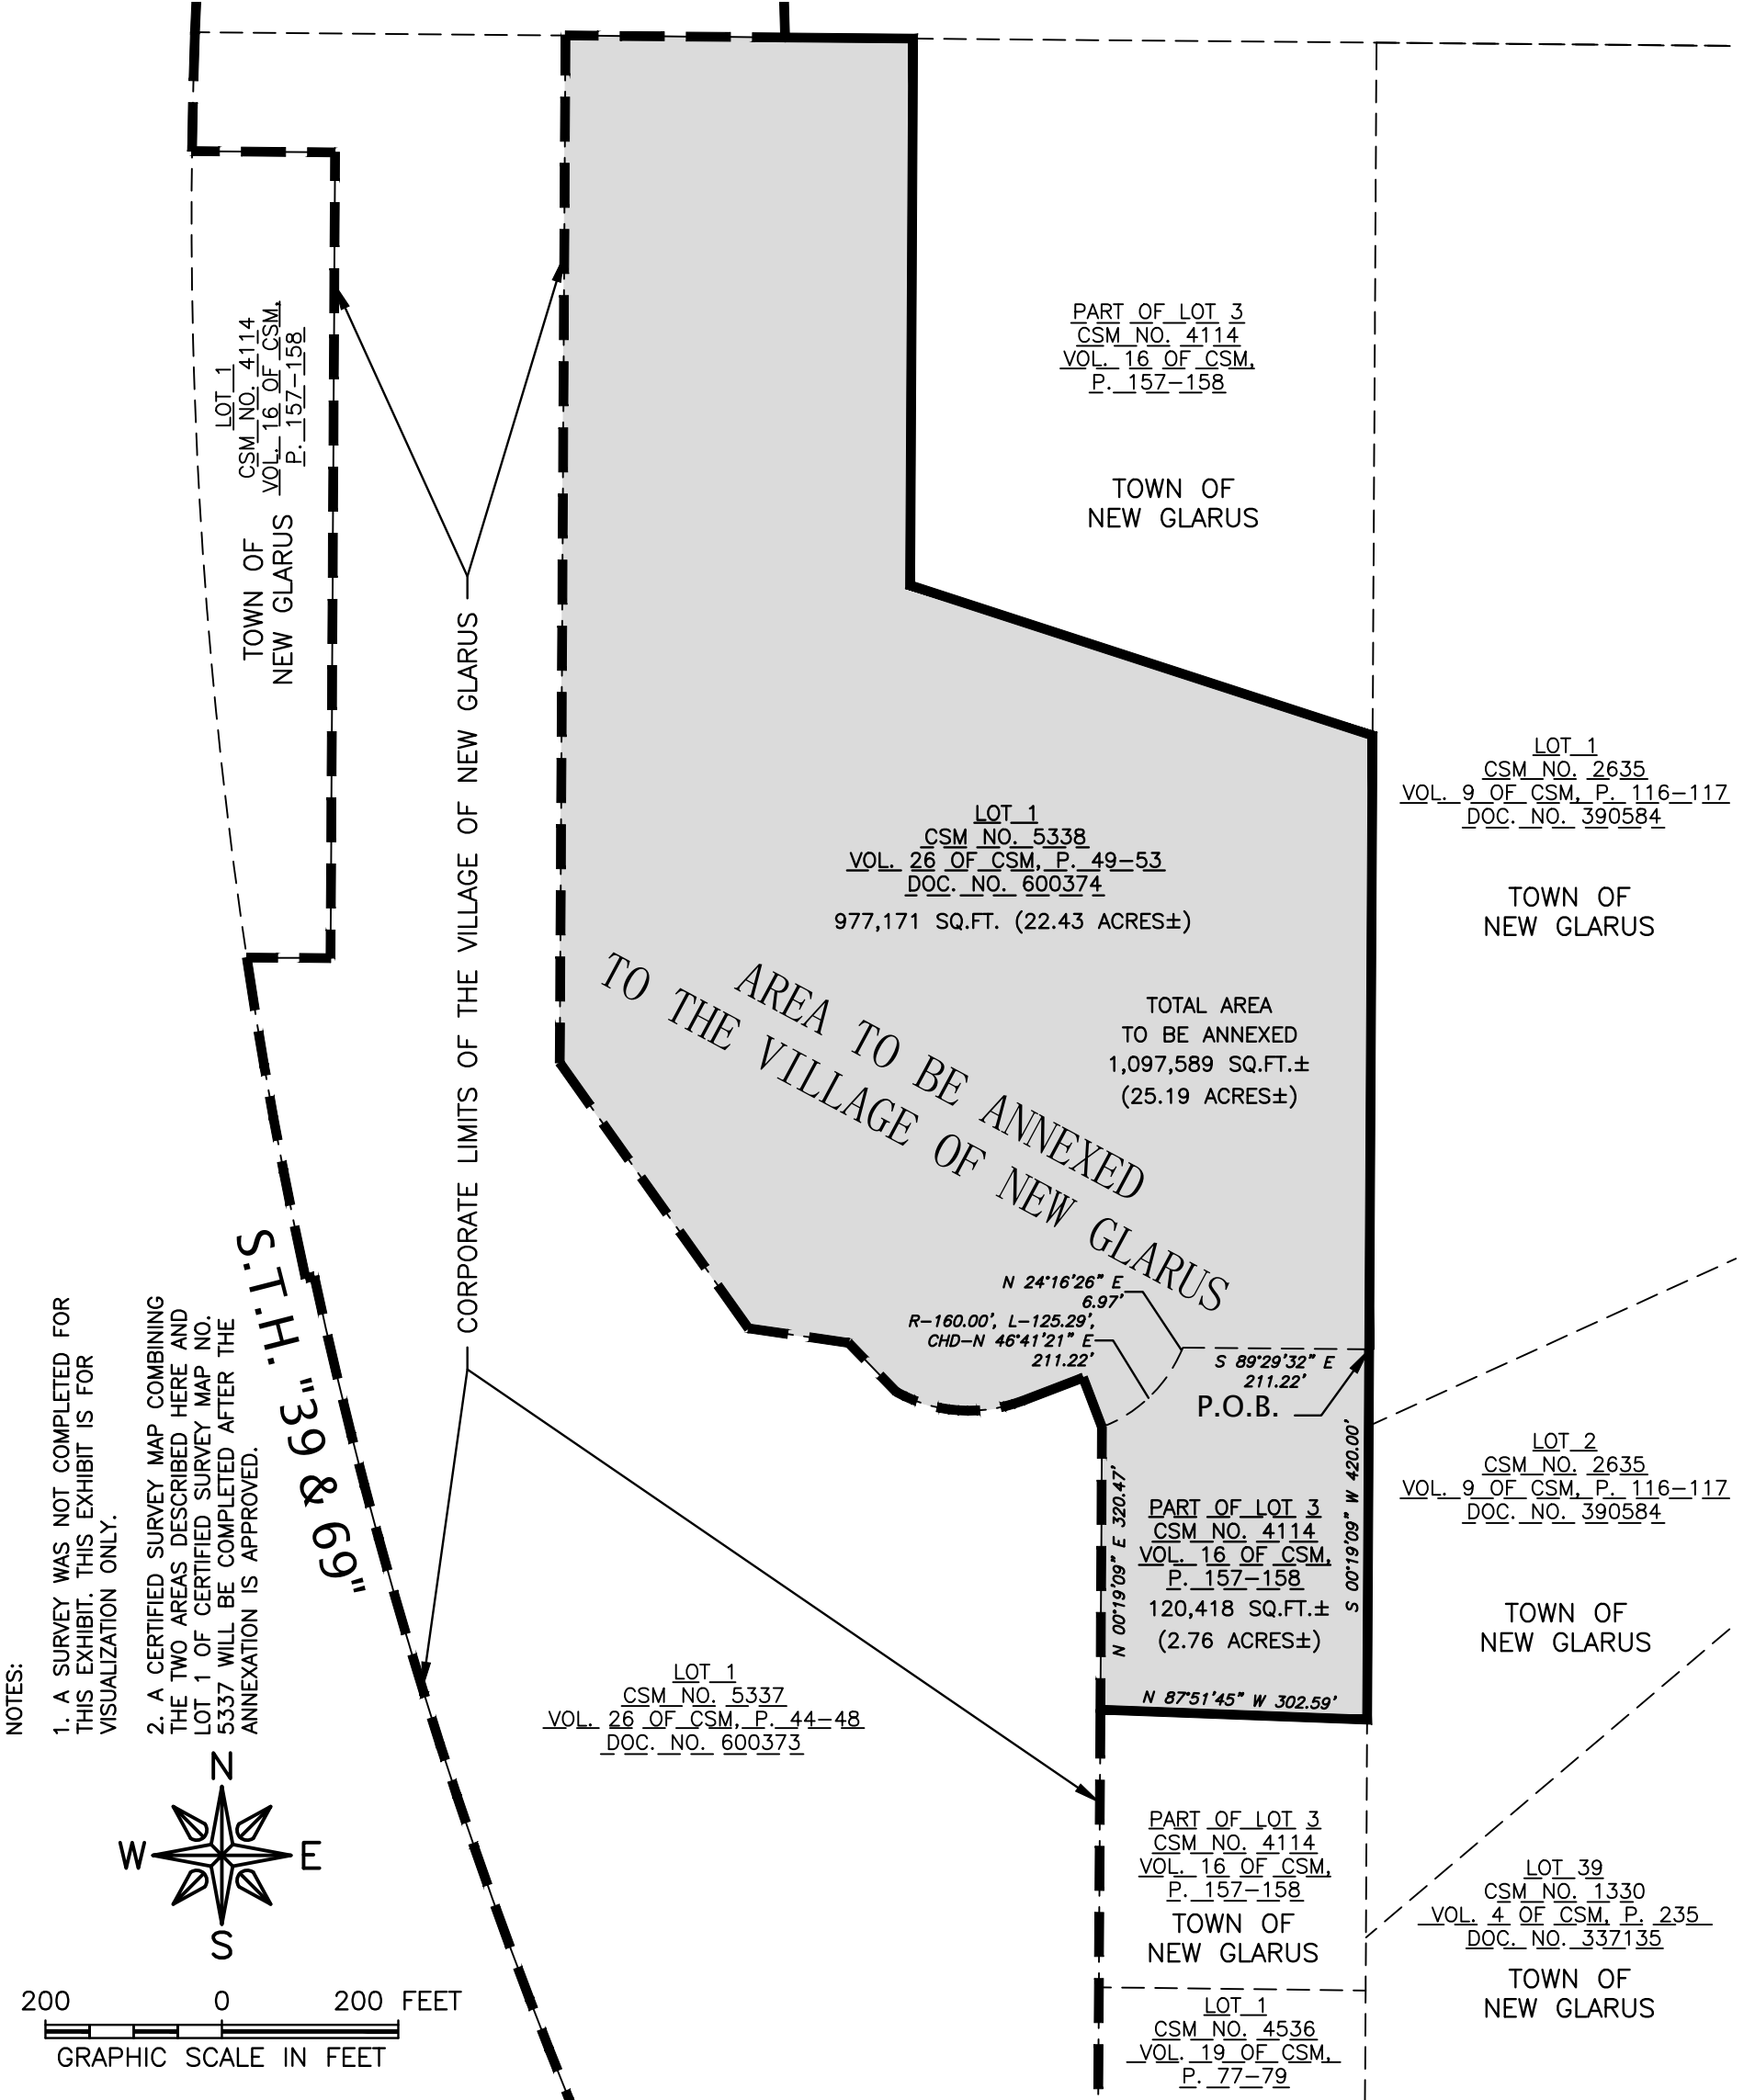 LOT 1
CSM NO. 4114
VOL. 16 OF CSM,
P. 157-158
TOWN OF
NEW GLARUS
CORPORATE LIMITS OF THE VILLAGE OF NEW GLARUS
PART OF LOT 3
CSM NO. 4114
VOL. 16 OF CSM,
P. 157-158
TOWN OF
NEW GLARUS
LOT 1
CSM NO. 2635
VOL. 9 OF CSM, P. 116-117
DOC. NO. 390584
TOWN OF
NEW GLARUS
LOT 1
CSM NO. 5338
VOL. 26 OF CSM, P. 49-53
DOC. NO. 600374
977,171 SQ.FT. (22.43 ACRES±)
AREA TO BE ANNEXED
TO THE VILLAGE OF NEW GLARUS
TOTAL AREA
TO BE ANNEXED
1,097,589 SQ.FT.±
(25.19 ACRES±)
N 24°16'26" E
6.97'
R-160.00', L-125.29',
CHD-N 46°41'21" E
211.22'
S 89°29'32" E
211.22'
P.O.B.
S 00°19'09" W 420.00'
N 00°19'09" E 320.47'
PART OF LOT 3
CSM NO. 4114
VOL. 16 OF CSM,
P. 157-158
120,418 SQ.FT.±
(2.76 ACRES±)
N 87°51'45" W 302.59'
LOT 2
CSM NO. 2635
VOL. 9 OF CSM, P. 116-117
DOC. NO. 390584
TOWN OF
NEW GLARUS
S.T.H. "39 & 69"
LOT 1
CSM NO. 5337
VOL. 26 OF CSM, P. 44-48
DOC. NO. 600373
PART OF LOT 3
CSM NO. 4114
VOL. 16 OF CSM,
P. 157-158
TOWN OF
NEW GLARUS
LOT 39
CSM NO. 1330
VOL. 4 OF CSM, P. 235
DOC. NO. 337135
TOWN OF
NEW GLARUS
LOT 1
CSM NO. 4536
VOL. 19 OF CSM,
P. 77-79
NOTES:
1. A SURVEY WAS NOT COMPLETED FOR
THIS EXHIBIT. THIS EXHIBIT IS FOR
VISUALIZATION ONLY.
2. A CERTIFIED SURVEY MAP COMBINING
THE TWO AREAS DESCRIBED HERE AND
LOT 1 OF CERTIFIED SURVEY MAP NO.
5337 WILL BE COMPLETED AFTER THE
ANNEXATION IS APPROVED.
N
W E
S
200 0 200 FEET
GRAPHIC SCALE IN FEET